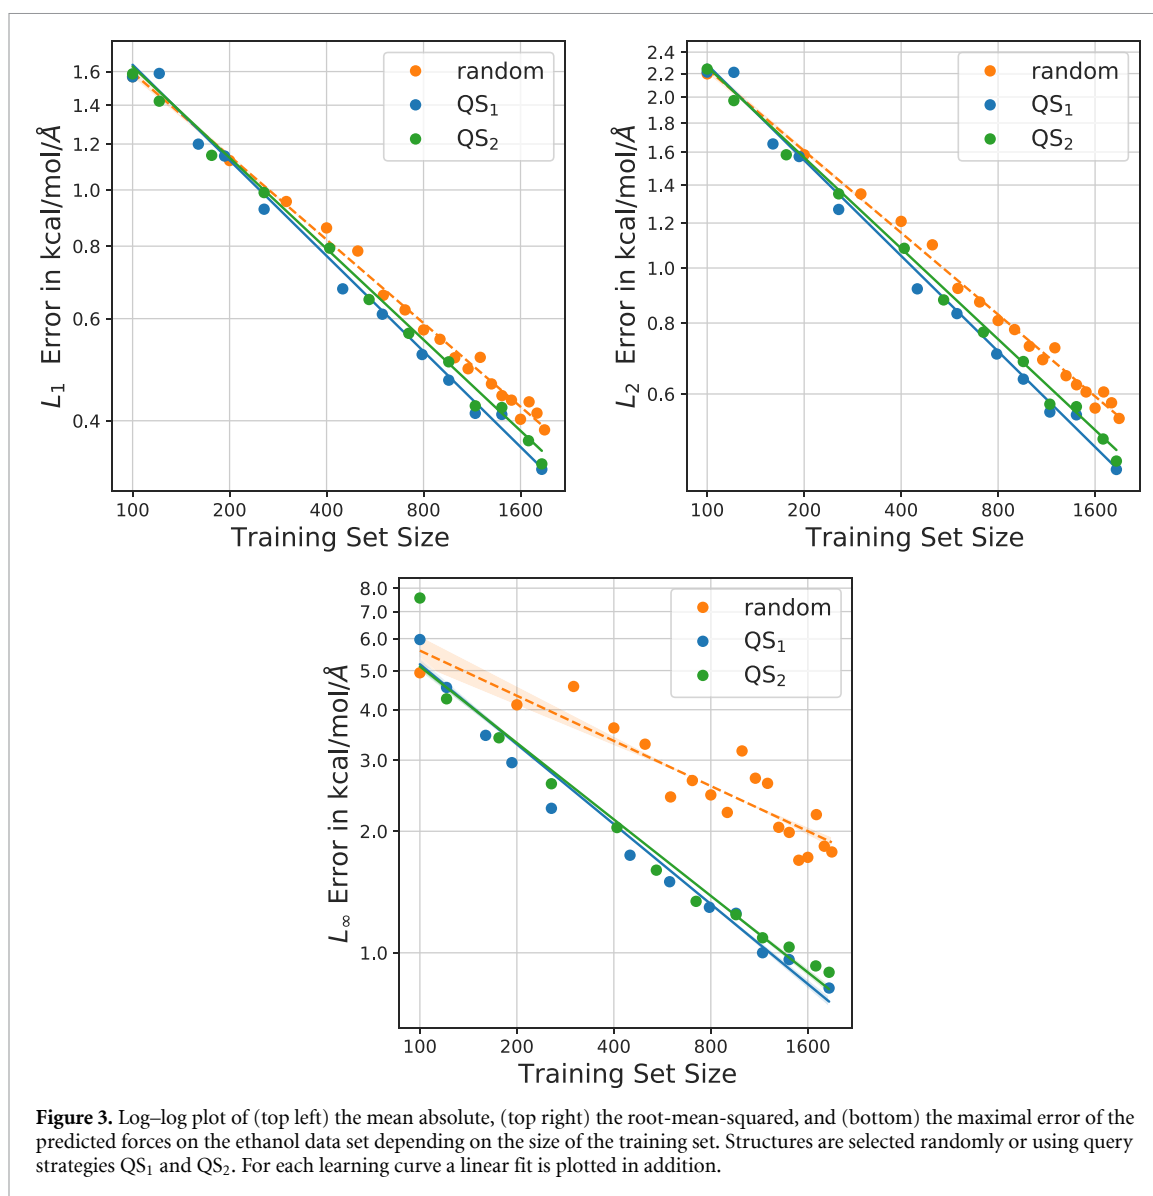 1.6
1.4
1.2
1.0
0.8
0.6
0.4
L1 Error in kcal/mol/Å
random
QS1
QS2
100
200
400
800
1600
Training Set Size
2.4
2.2
2.0
1.8
1.6
1.4
1.2
1.0
0.8
0.6
L2 Error in kcal/mol/Å
random
QS1
QS2
100
200
400
800
1600
Training Set Size
8.0
7.0
6.0
5.0
4.0
3.0
2.0
1.0
L∞ Error in kcal/mol/Å
random
QS1
QS2
100
200
400
800
1600
Training Set Size
Figure 3. Log–log plot of (top left) the mean absolute, (top right) the root-mean-squared, and (bottom) the maximal error of the
predicted forces on the ethanol data set depending on the size of the training set. Structures are selected randomly or using query
strategies QS1 and QS2. For each learning curve a linear fit is plotted in addition.